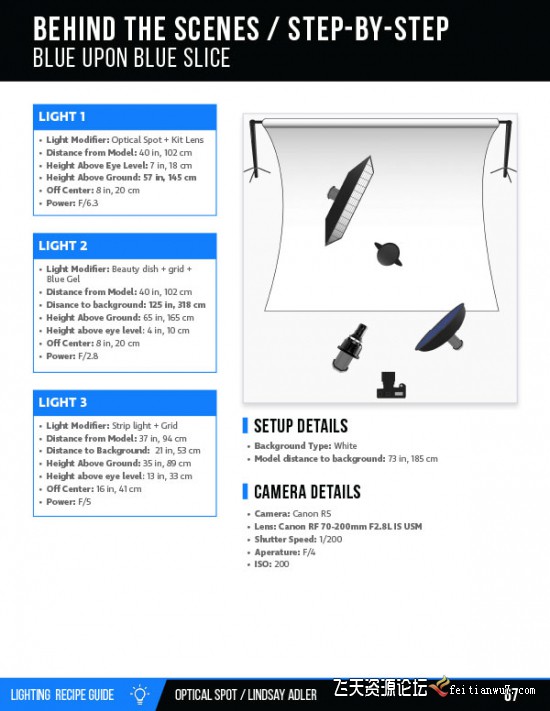 BEHIND THE SCENES / STEP-BY-STEP
BLUE UPON BLUE SLICE
LIGHT 1
• Light Modifier: Optical Spot + Kit Lens
• Distance from Model: 40 in, 102 cm
• Height Above Eye Level: 7 in, 18 cm
• Height Above Ground: 57 in, 145 cm
• Off Center: 8 in, 20 cm
• Power: F/6.3
LIGHT 2
• Light Modifier: Beauty dish + grid +
Blue Gel
• Distance from Model: 40 in, 102 cm
• Disance to background: 125 in, 318 cm
• Height Above Ground: 65 in, 165 cm
• Height above eye level: 4 in, 10 cm
• Off Center: 8 in, 20 cm
• Power: F/2.8
LIGHT 3
• Light Modifier: Strip light + Grid
• Distance from Model: 37 in, 94 cm
• Distance to Background: 21 in, 53 cm
• Height Above Ground: 35 in, 89 cm
• Height above eye level: 13 in, 33 cm
• Off Center: 16 in, 41 cm
• Power: F/5
SETUP DETAILS
• Background Type: White
• Model distance to background: 73 in, 185 cm
CAMERA DETAILS
• Camera: Canon R5
• Lens: Canon RF 70-200mm F2.8L IS USM
• Shutter Speed: 1/200
• Aperature: F/4
• ISO: 200
LIGHTING RECIPE GUIDE
OPTICAL SPOT / LINDSAY ADLER
飞天资源论坛
feitianwu7.com
67